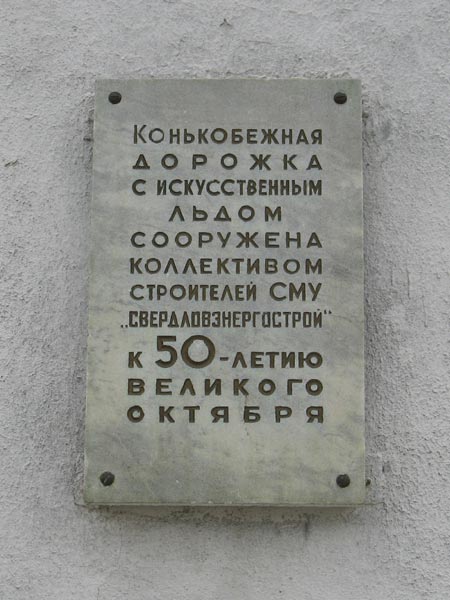 Конькобежная
дорожка
с искусственным
льдом
сооружена
коллективом
строителей СМУ
„Свердловэнергострой"
к 50-летию
Великого
Октября